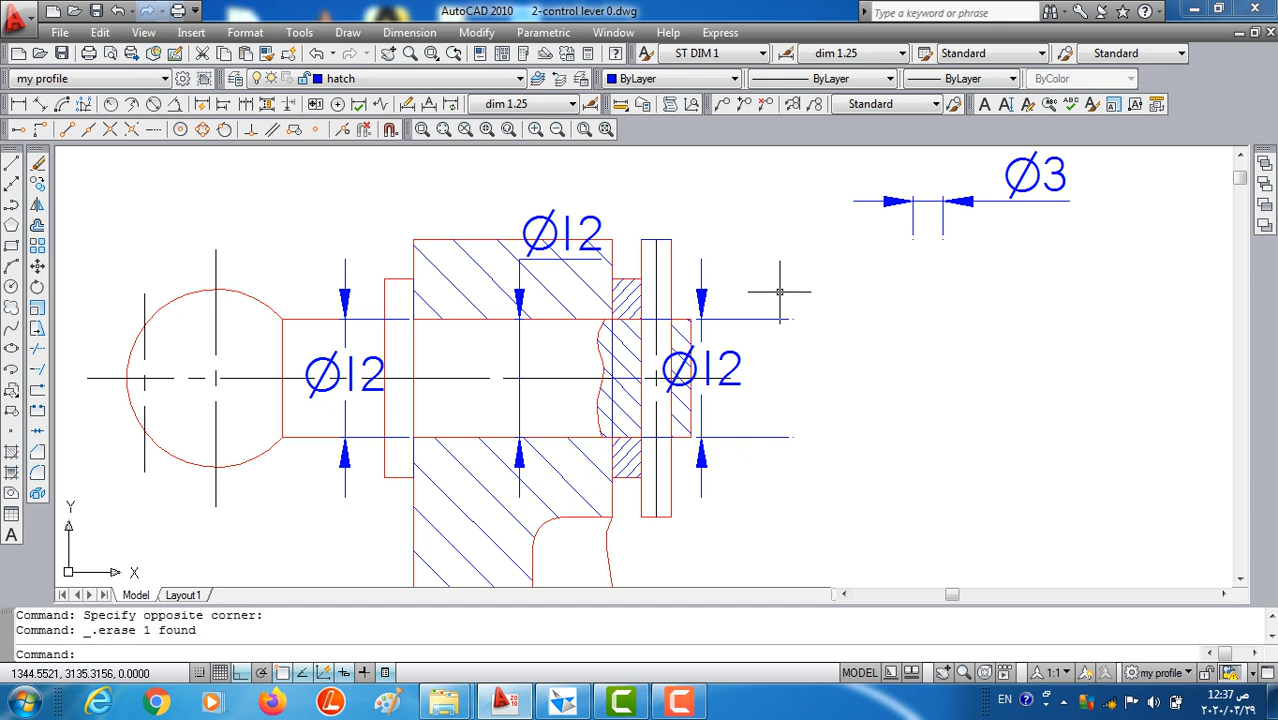 AutoCAD 2010 2-control lever 0.dwg
Type a keyword or phrase
File Edit View Insert Format Tools Draw Dimension Modify Parametric Window Help Express
ST DIM 1 dim 1.25 Standard Standard
my profile hatch ByLayer ByLayer ByLayer ByColor
dim 1.25 Standard
Ø3
Ø12
Ø12
Ø12
Y
X
Model Layout1
Command: Specify opposite corner:
Command: _.erase 1 found
Command:
1344.5521, 3135.3156, 0.0000 MODEL 1:1 my profile
EN 12:37 ص
٢٠٢٠/٠٣/٢٩